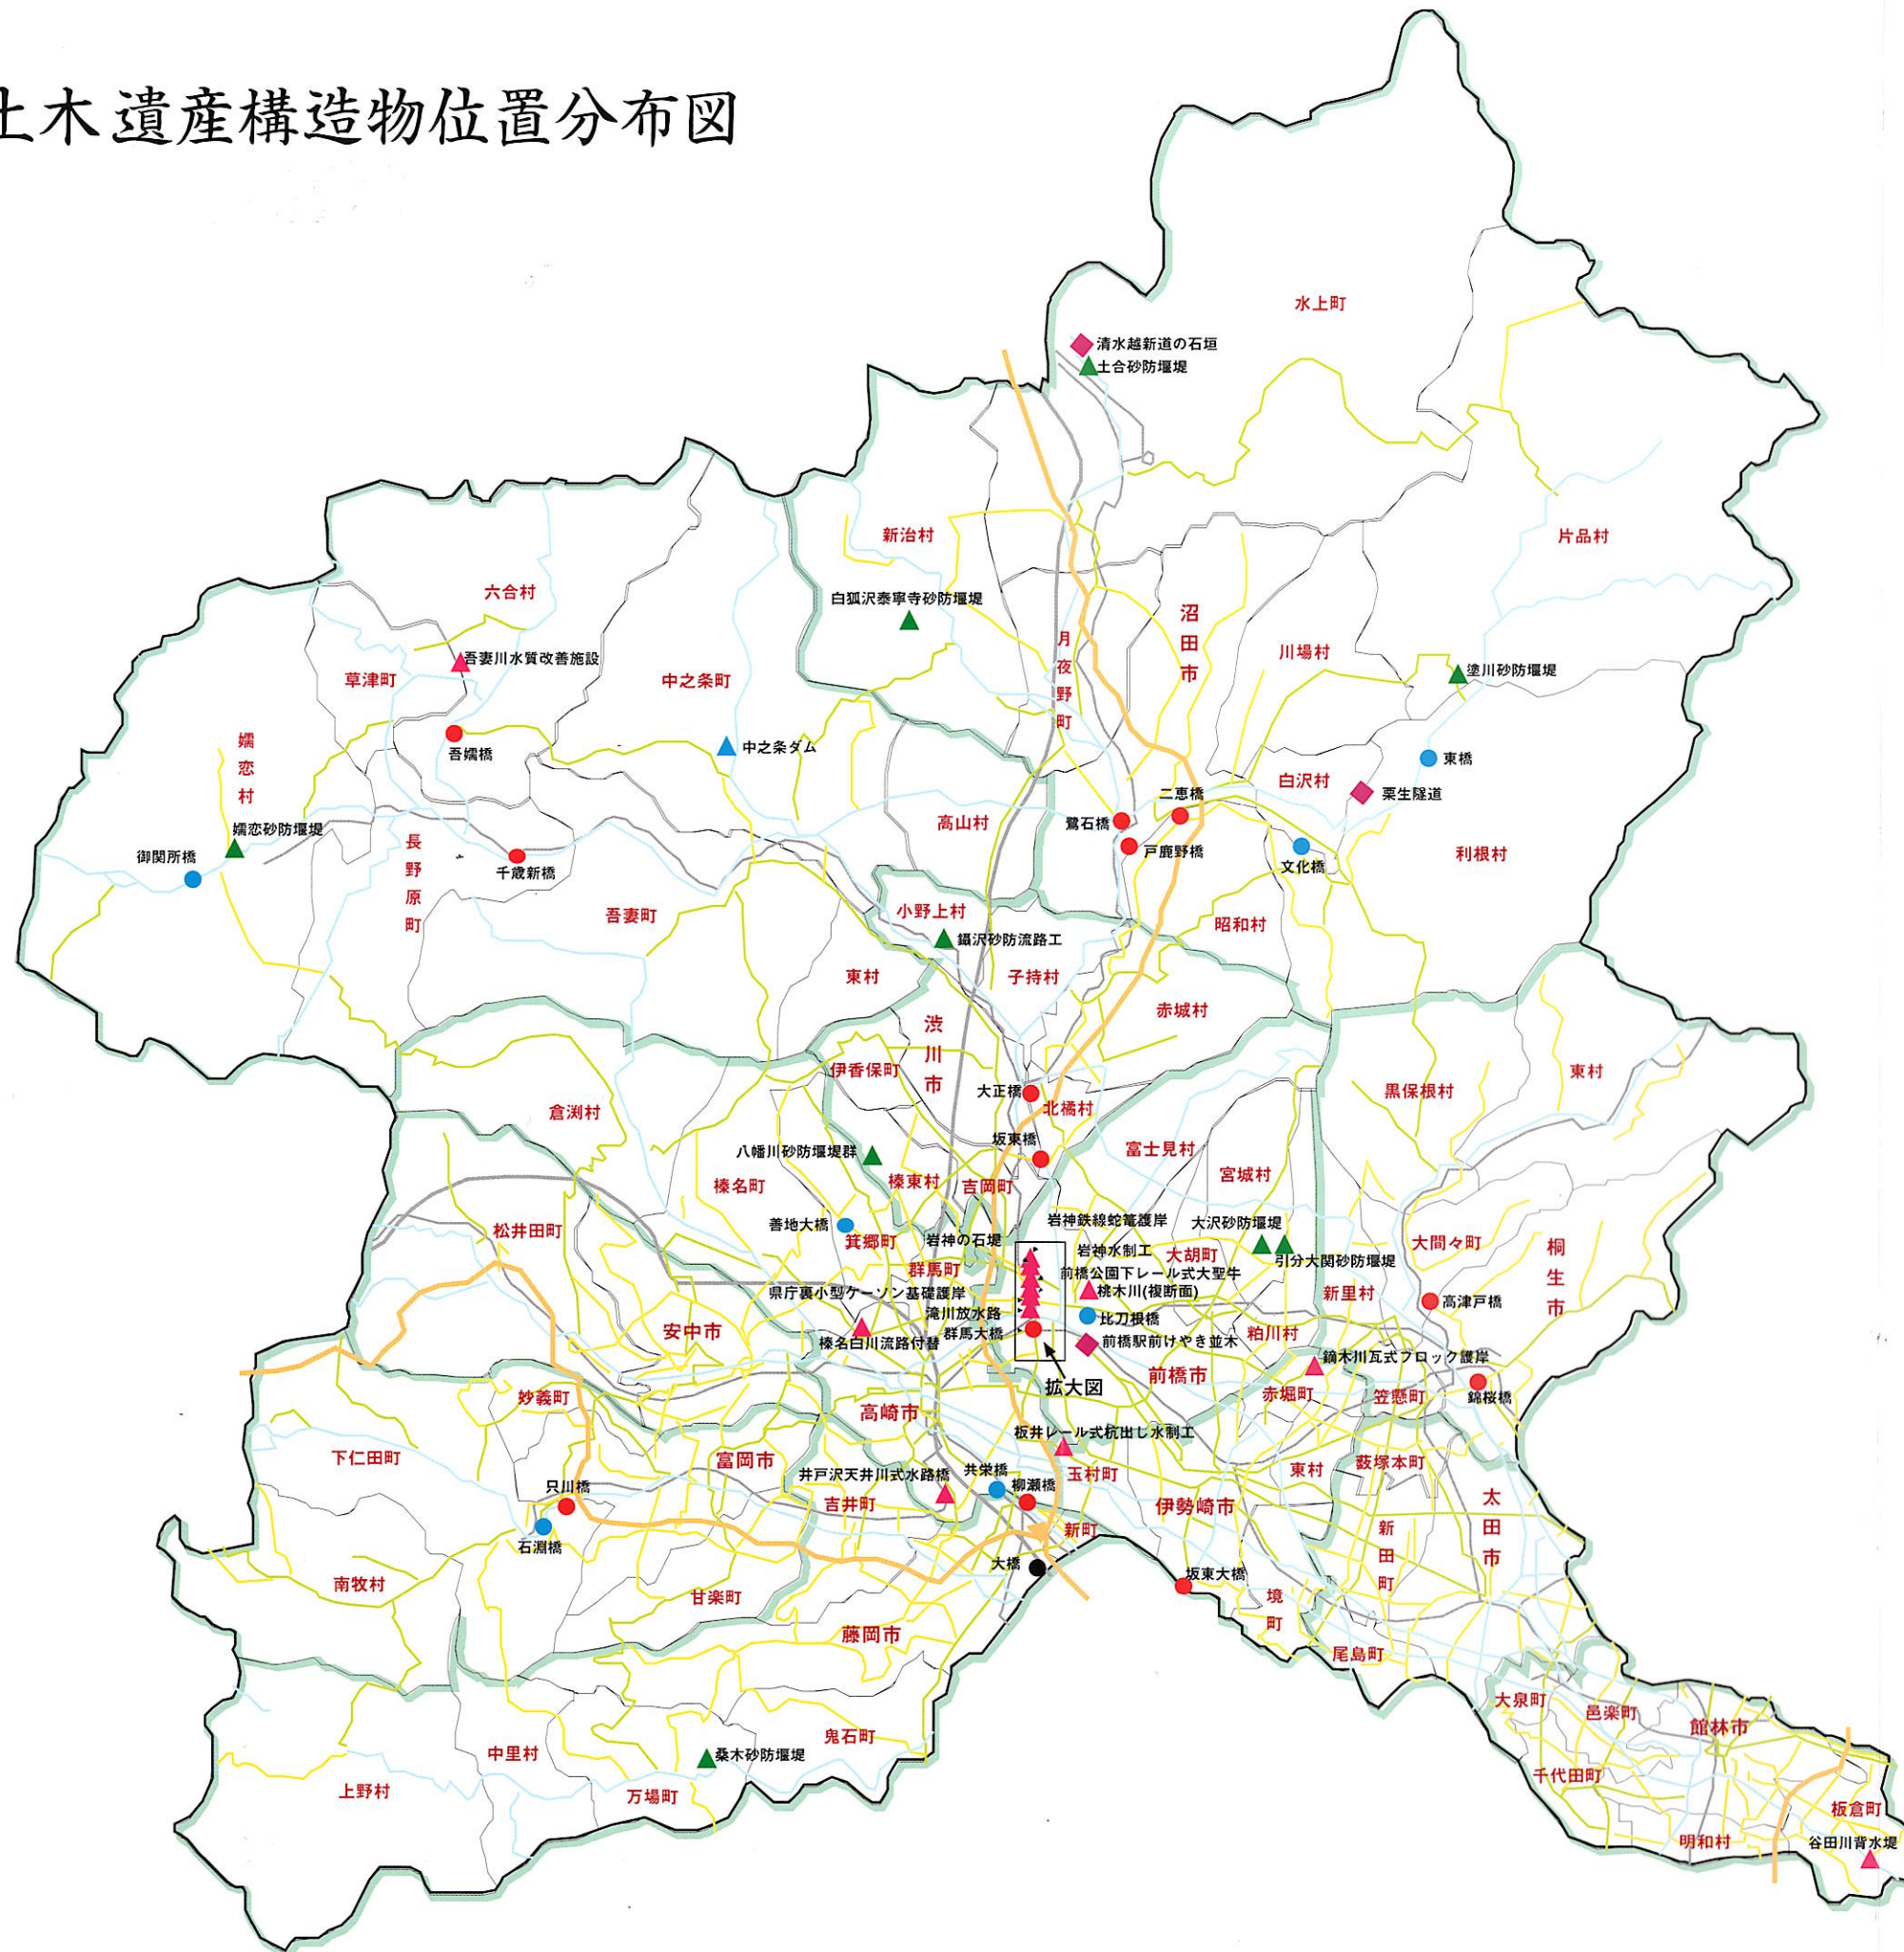 土木遺産構造物位置分布図
水上町
清水越新道の石垣
土合砂防堰堤
新治村
片品村
六合村
白狐沢泰寧寺砂防堰堤
沼田市
月夜野町
川場村
吾妻川水質改善施設
塗川砂防堰堤
草津町
中之条町
嬬恋村
吾嬬橋
中之条ダム
東橋
白沢村
栗生隧道
二恵橋
鷺石橋
戸鹿野橋
高山村
嬬恋砂防堰堤
長野原町
御関所橋
千歳新橋
文化橋
利根村
吾妻町
小野上村
昭和村
鑷沢砂防流路工
東村
子持村
赤城村
渋川市
伊香保町
東村
大正橋
黒保根村
北橘村
倉渕村
坂東橋
八幡川砂防堰堤群
富士見村
宮城村
榛名町
榛東村
吉岡町
善地大橋
松井田町
箕郷町
岩神の石堤
岩神鉄線蛇篭護岸
大沢砂防堰堤
岩神水制工
大胡町
大間々町
桐生市
引分大関砂防堰堤
群馬町
前橋公園下レール式大聖牛
県庁裏小型ケーソン基礎護岸
桃木川(複断面)
新里村
高津戸橋
滝川放水路
比刀根橋
安中市
榛名白川流路付替
群馬大橋
前橋駅前けやき並木
粕川村
鏑木川瓦式ブロック護岸
前橋市
拡大図
妙義町
赤堀町
笠懸町
錦桜橋
高崎市
板井レール式杭出し水制工
下仁田町
富岡市
井戸沢天井川式水路橋
共栄橋
玉村町
東村
藪塚本町
只川橋
柳瀬橋
吉井町
伊勢崎市
太田市
新町
新田町
石淵橋
大橋
坂東大橋
南牧村
甘楽町
境町
藤岡市
尾島町
大泉町
邑楽町
館林市
鬼石町
中里村
桑木砂防堰堤
千代田町
上野村
万場町
板倉町
明和村
谷田川背水堤